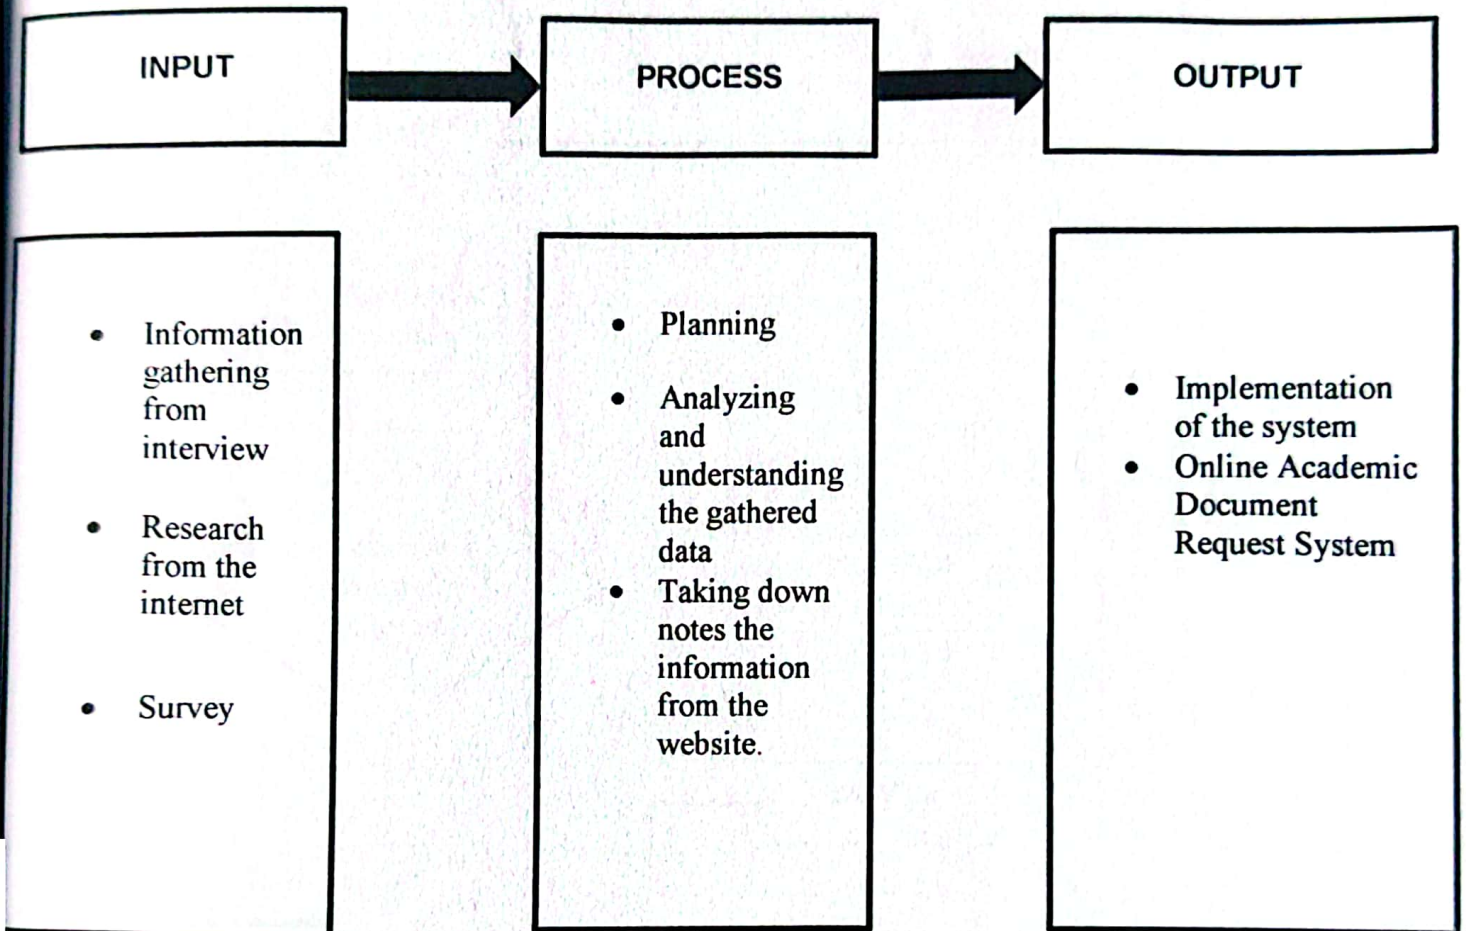 INPUT
PROCESS
OUTPUT
• Information
gathering
from
interview
• Research
from the
internet
• Survey
• Planning
• Analyzing
and
understanding
the gathered
data
• Taking down
notes the
information
from the
website.
• Implementation
of the system
• Online Academic
Document
Request System